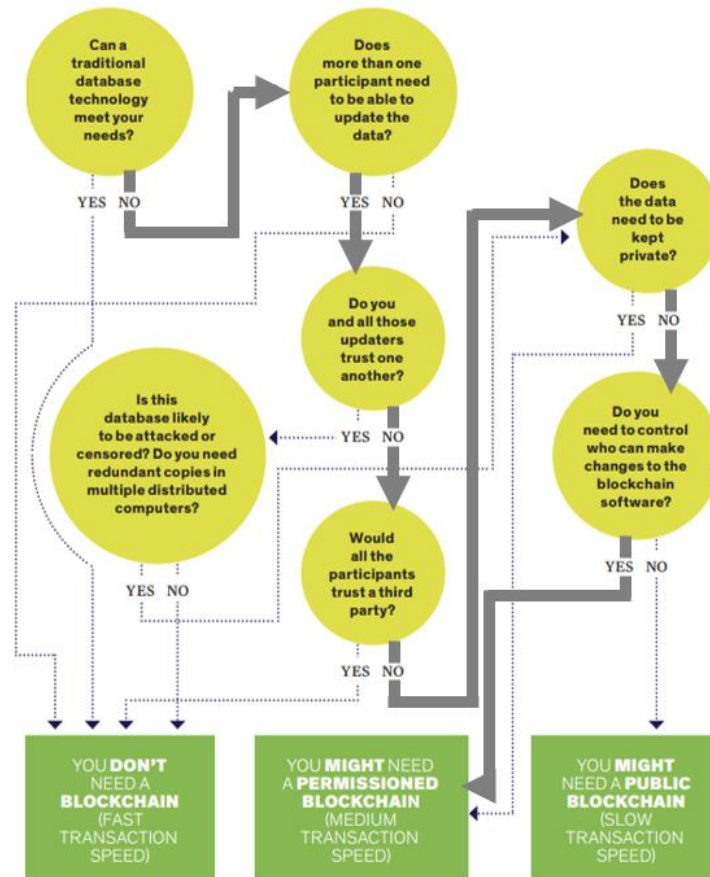 Can a
traditional
database
technology
meet your
needs?
YES NO
Does
more than one
participant need
to be able to
update the
data?
YES NO
Does
the data
need to be
kept
private?
YES NO
Do you
and all those
updaters
trust one
another?
YES NO
Is this
database likely
to be attacked or
censored? Do you need
redundant copies in
multiple distributed
computers?
YES NO
Do you
need to control
who can make
changes to the
blockchain
software?
YES NO
Would
all the
participants
trust a third
party?
YES NO
YOU DON'T
NEED A
BLOCKCHAIN
(FAST
TRANSACTION
SPEED)
YOU MIGHT NEED
A PERMISSIONED
BLOCKCHAIN
(MEDIUM
TRANSACTION
SPEED)
YOU MIGHT
NEED A PUBLIC
BLOCKCHAIN
(SLOW
TRANSACTION
SPEED)